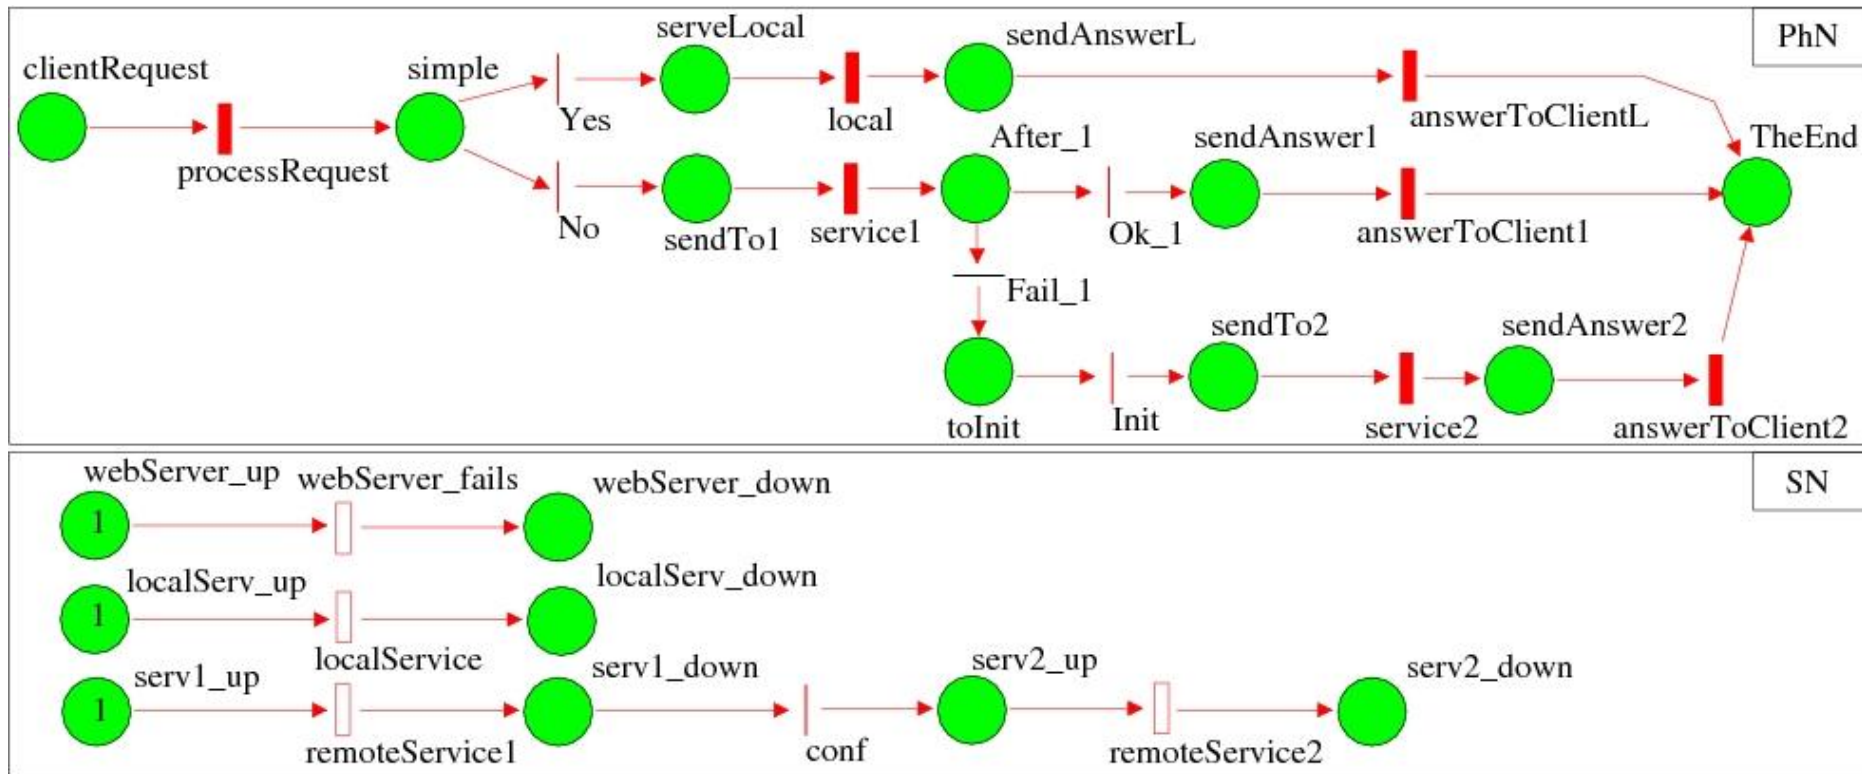 PhN
clientRequest
processRequest
simple
Yes
No
serveLocal
sendTo1
local
service1
sendAnswerL
After_1
Fail_1
toInit
Ok_1
Init
sendAnswer1
sendTo2
answerToClientL
answerToClient1
service2
sendAnswer2
answerToClient2
TheEnd
SN
webServer_up
1
webServer_fails
webServer_down
localServ_up
1
localService
localServ_down
serv1_up
1
remoteService1
serv1_down
conf
serv2_up
remoteService2
serv2_down